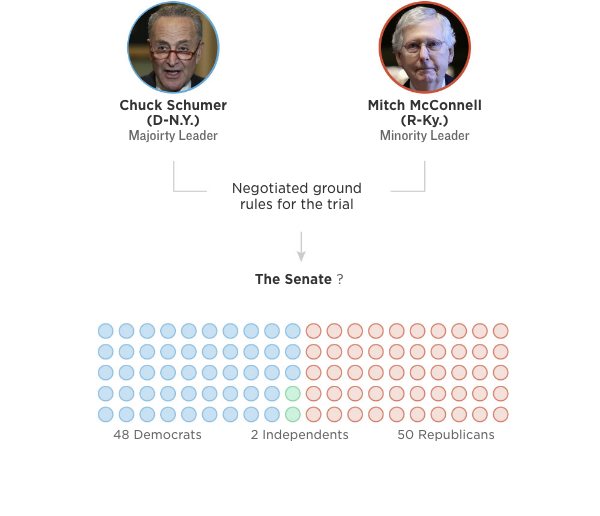 Chuck Schumer
(D-N.Y.)
Majoirty Leader
Mitch McConnell
(R-Ky.)
Minority Leader
Negotiated ground
rules for the trial
The Senate ?
48 Democrats
2 Independents
50 Republicans